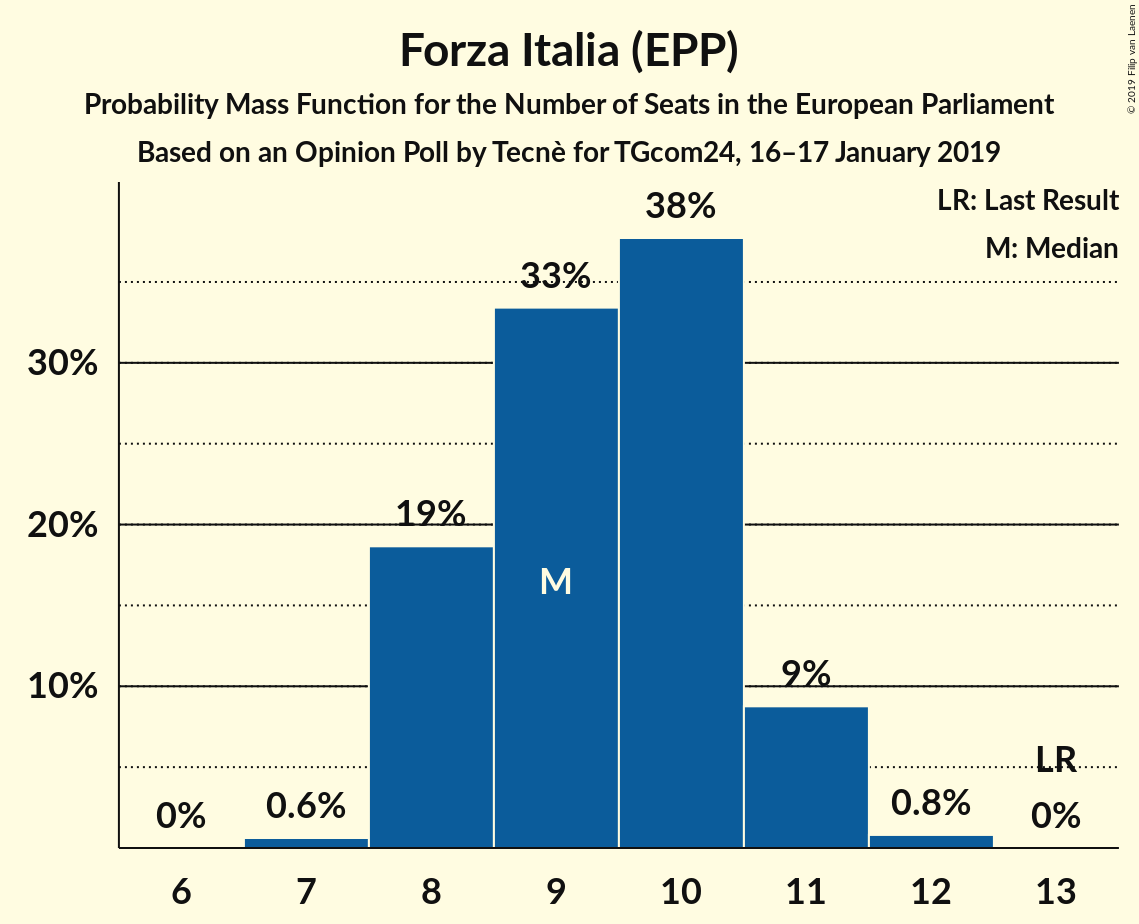 Forza Italia (EPP)
Probability Mass Function for the Number of Seats in the European Parliament
Based on an Opinion Poll by Tecnè for TGcom24, 16–17 January 2019
© 2019 Filip van Laenen
LR: Last Result
M: Median
38%
33%
30%
19%
20%
M
9%
10%
LR
0%
0.6%
0.8%
0%
6 7 8 9 10 11 12 13